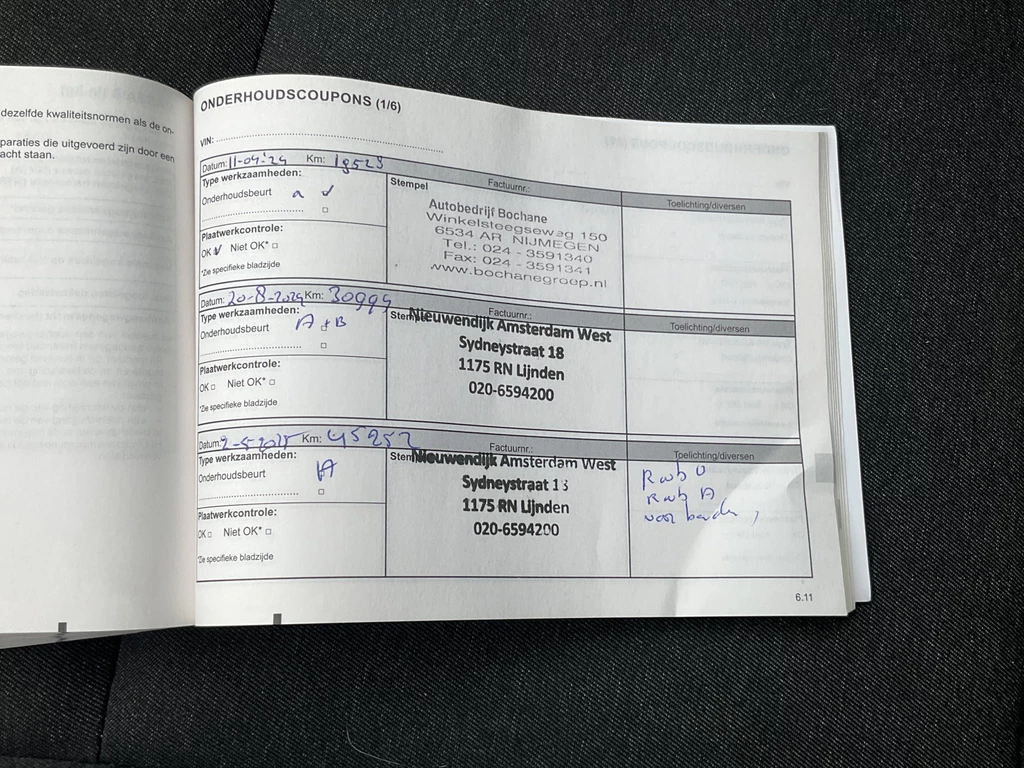 dezelfde kwaliteitsnormen als de on-
paraties die uitgevoerd zijn door een
acht staan.
ONDERHOUDSCOUPONS (1/6)
VIN:
Datum: 11-04-'24 Km: 18523
Factuurnr.:
Toelichting/diversen
Type werkzaamheden:
Onderhoudsbeurt a
Stempel
Autobedrijf Bochane
Winkelsteegseweg 150
6534 AR NIJMEGEN
Tel.: 024 - 3591340
Fax: 024 - 3591341
www.bochanegroep.nl
Plaatwerkcontrole:
OK Niet OK*
*Zie specifieke bladzijde
Datum: 20-8-2024 Km: 30994
Factuurnr.:
Toelichting/diversen
Type werkzaamheden:
Onderhoudsbeurt A + B
Stempel
Nieuwendijk Amsterdam West
Sydneystraat 18
1175 RN Lijnden
020-6594200
Plaatwerkcontrole:
OK Niet OK*
*Zie specifieke bladzijde
Datum: 9-5-2025 Km: 45252
Factuurnr.:
Toelichting/diversen
Type werkzaamheden:
Onderhoudsbeurt A
Nieuwendijk Amsterdam West
Sydneystraat 18
1175 RN Lijnden
020-6594200
Plaatwerkcontrole:
OK Niet OK*
*Zie specifieke bladzijde
6.11